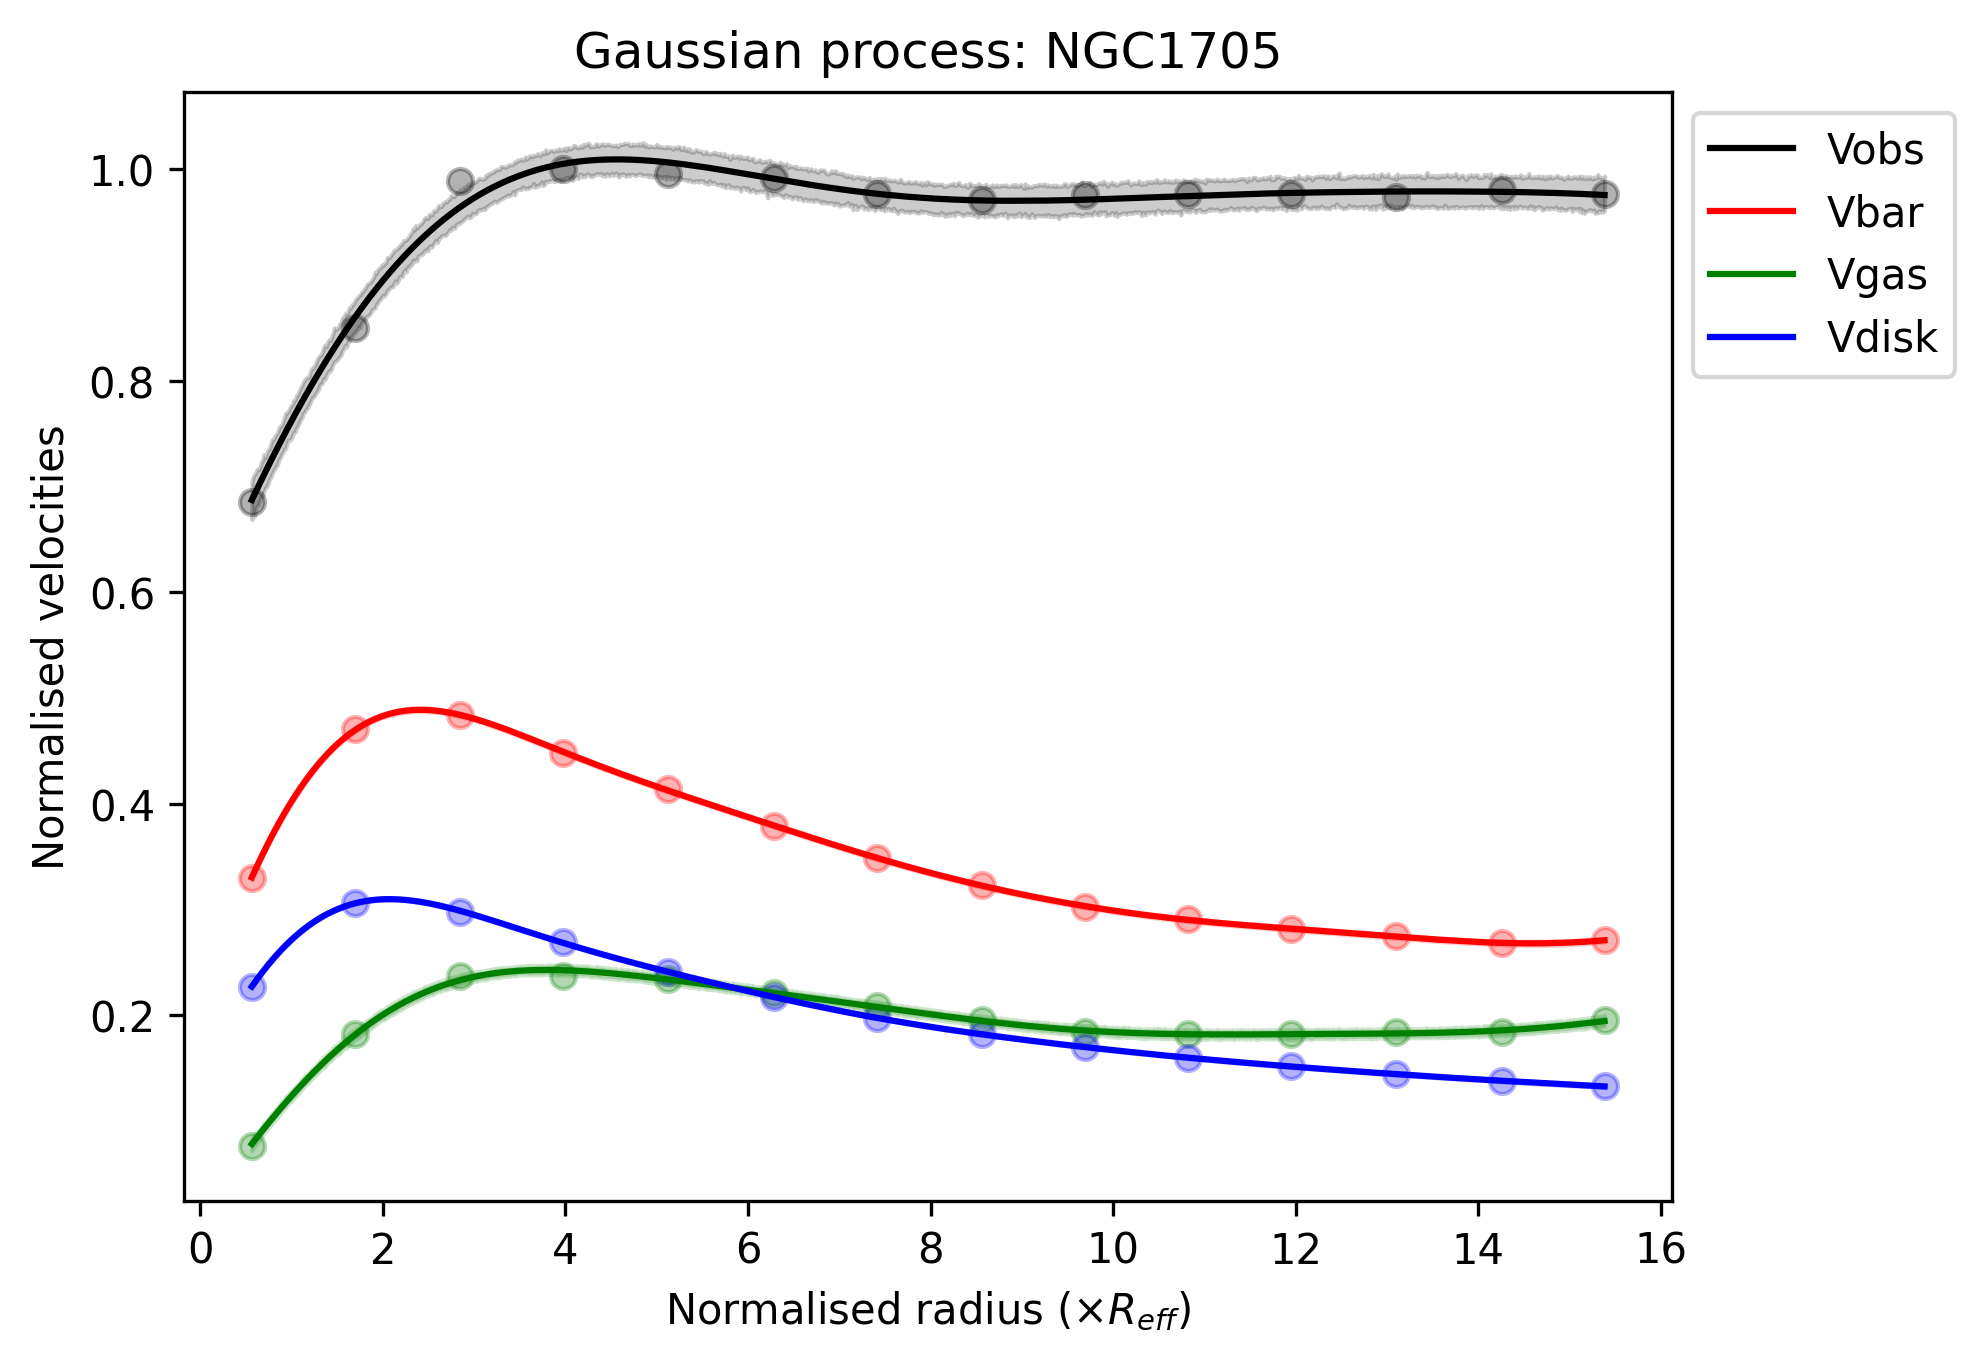 Gaussian process: NGC1705
Vobs
Vbar
Vgas
Vdisk
Normalised velocities
1.0
0.8
0.6
0.4
0.2
0 2 4 6 8 10 12 14 16
Normalised radius (×R_eff)